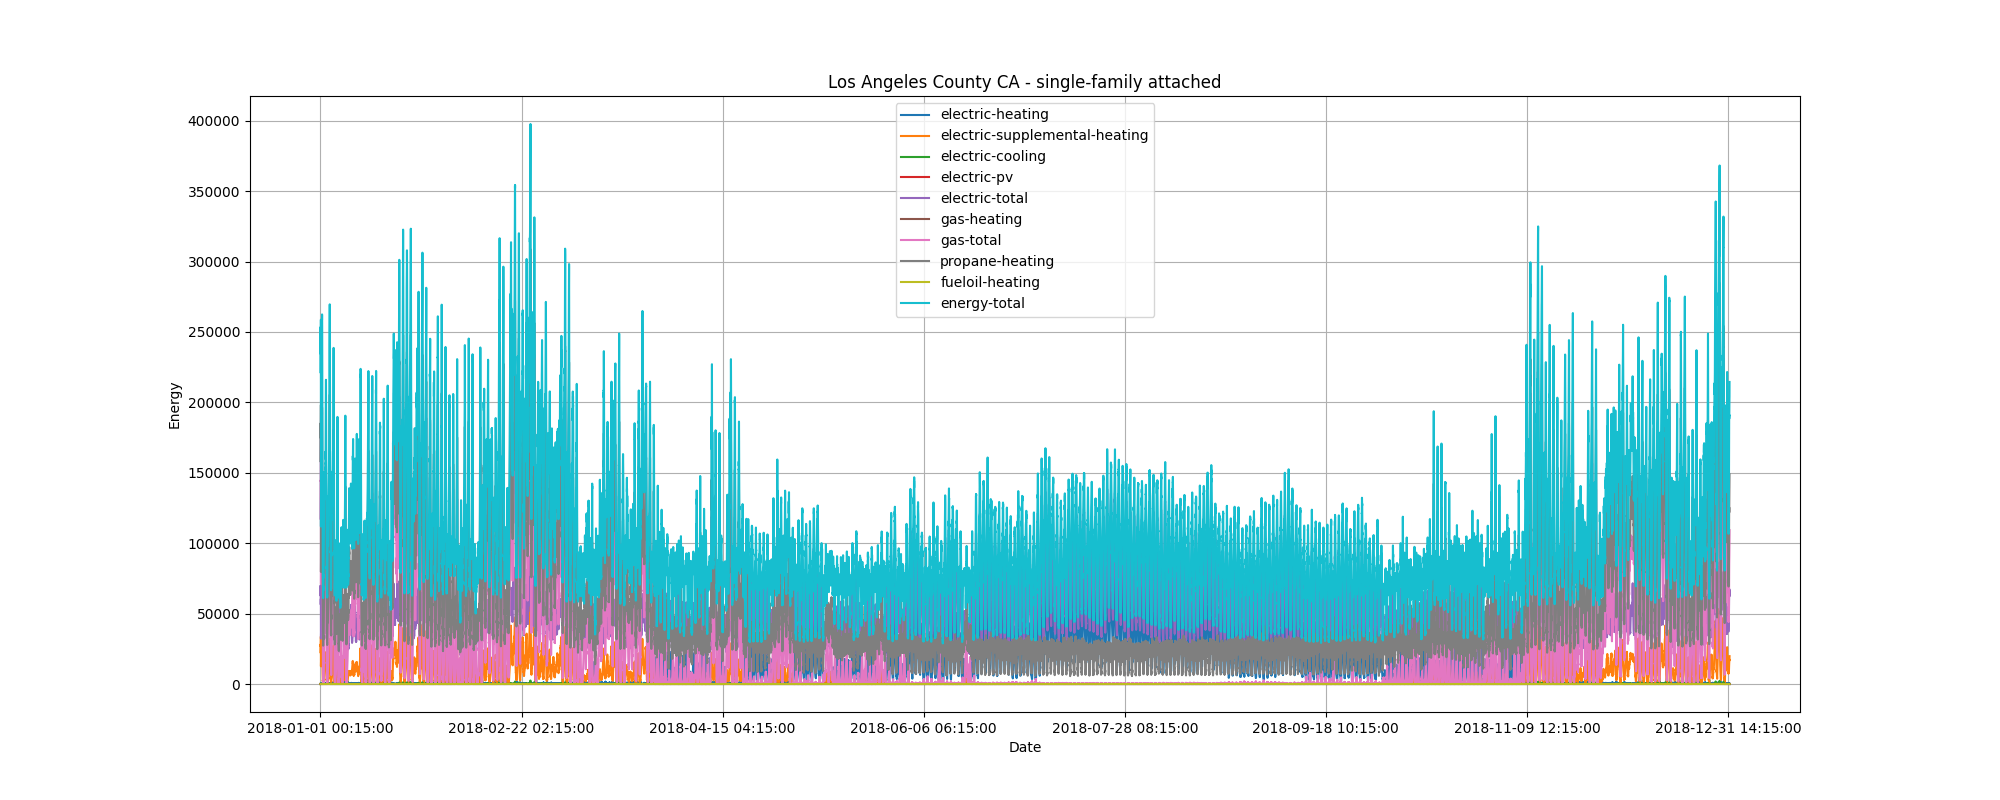 Los Angeles County CA - single-family attached
electric-heating
electric-supplemental-heating
electric-cooling
electric-pv
electric-total
gas-heating
gas-total
propane-heating
fueloil-heating
energy-total
400000
350000
300000
250000
200000
150000
100000
50000
0
Energy
2018-01-01 00:15:00 2018-02-22 02:15:00 2018-04-15 04:15:00 2018-06-06 06:15:00 2018-07-28 08:15:00 2018-09-18 10:15:00 2018-11-09 12:15:00 2018-12-31 14:15:00
Date